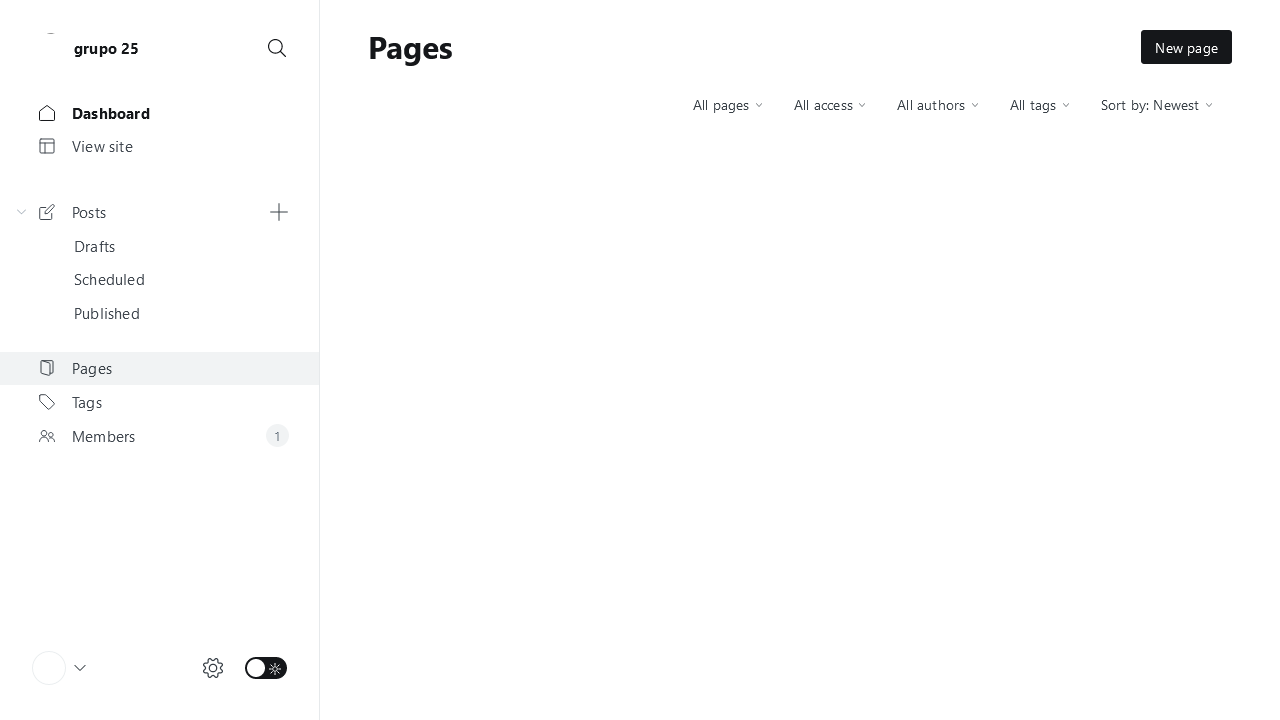 grupo 25
Dashboard
View site
Posts
Drafts
Scheduled
Published
Pages
Tags
Members
1
Pages
New page
All pages
All access
All authors
All tags
Sort by: Newest